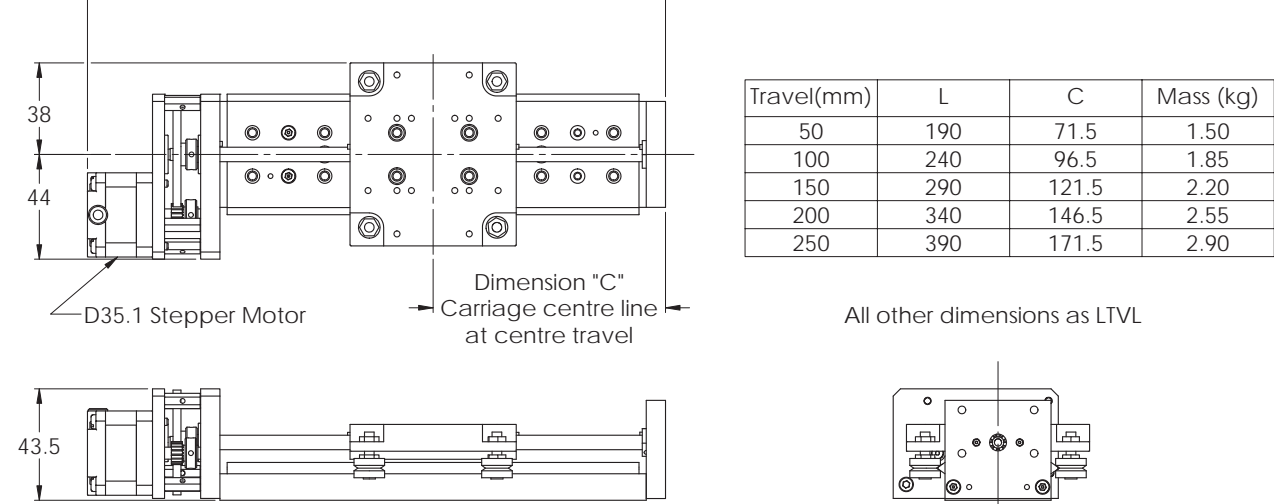 38
44
D35.1 Stepper Motor
Dimension "C"
Carriage centre line
at centre travel
Travel(mm) L C Mass (kg)
50 190 71.5 1.50
100 240 96.5 1.85
150 290 121.5 2.20
200 340 146.5 2.55
250 390 171.5 2.90
All other dimensions as LTVL
43.5